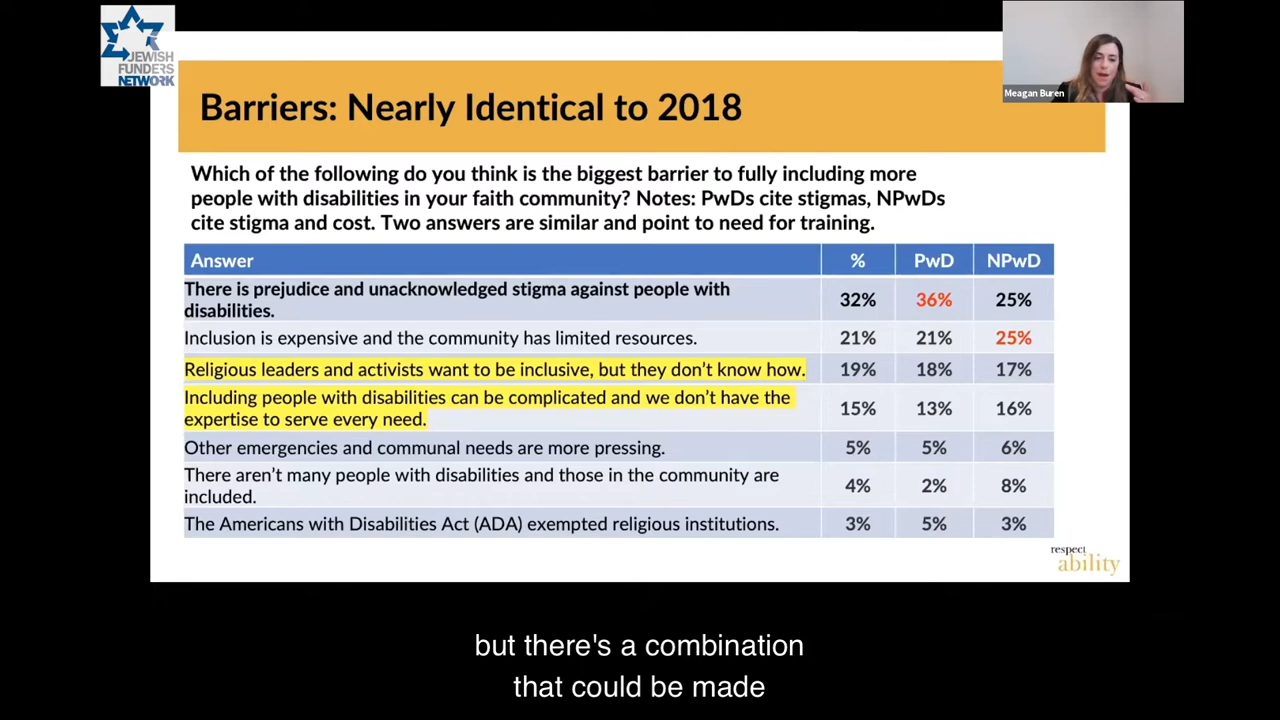 JEWISH
FUNDERS
NETWORK
Meagan Buren
Barriers: Nearly Identical to 2018
Which of the following do you think is the biggest barrier to fully including more
people with disabilities in your faith community? Notes: PwDs cite stigmas, NPwDs
cite stigma and cost. Two answers are similar and point to need for training.
Answer % PwD NPwD
There is prejudice and unacknowledged stigma against people with
disabilities. 32% 36% 25%
Inclusion is expensive and the community has limited resources. 21% 21% 25%
Religious leaders and activists want to be inclusive, but they don’t know how. 19% 18% 17%
Including people with disabilities can be complicated and we don’t have the
expertise to serve every need. 15% 13% 16%
Other emergencies and communal needs are more pressing. 5% 5% 6%
There aren’t many people with disabilities and those in the community are
included. 4% 2% 8%
The Americans with Disabilities Act (ADA) exempted religious institutions. 3% 5% 3%
respect
ability
but there's a combination
that could be made